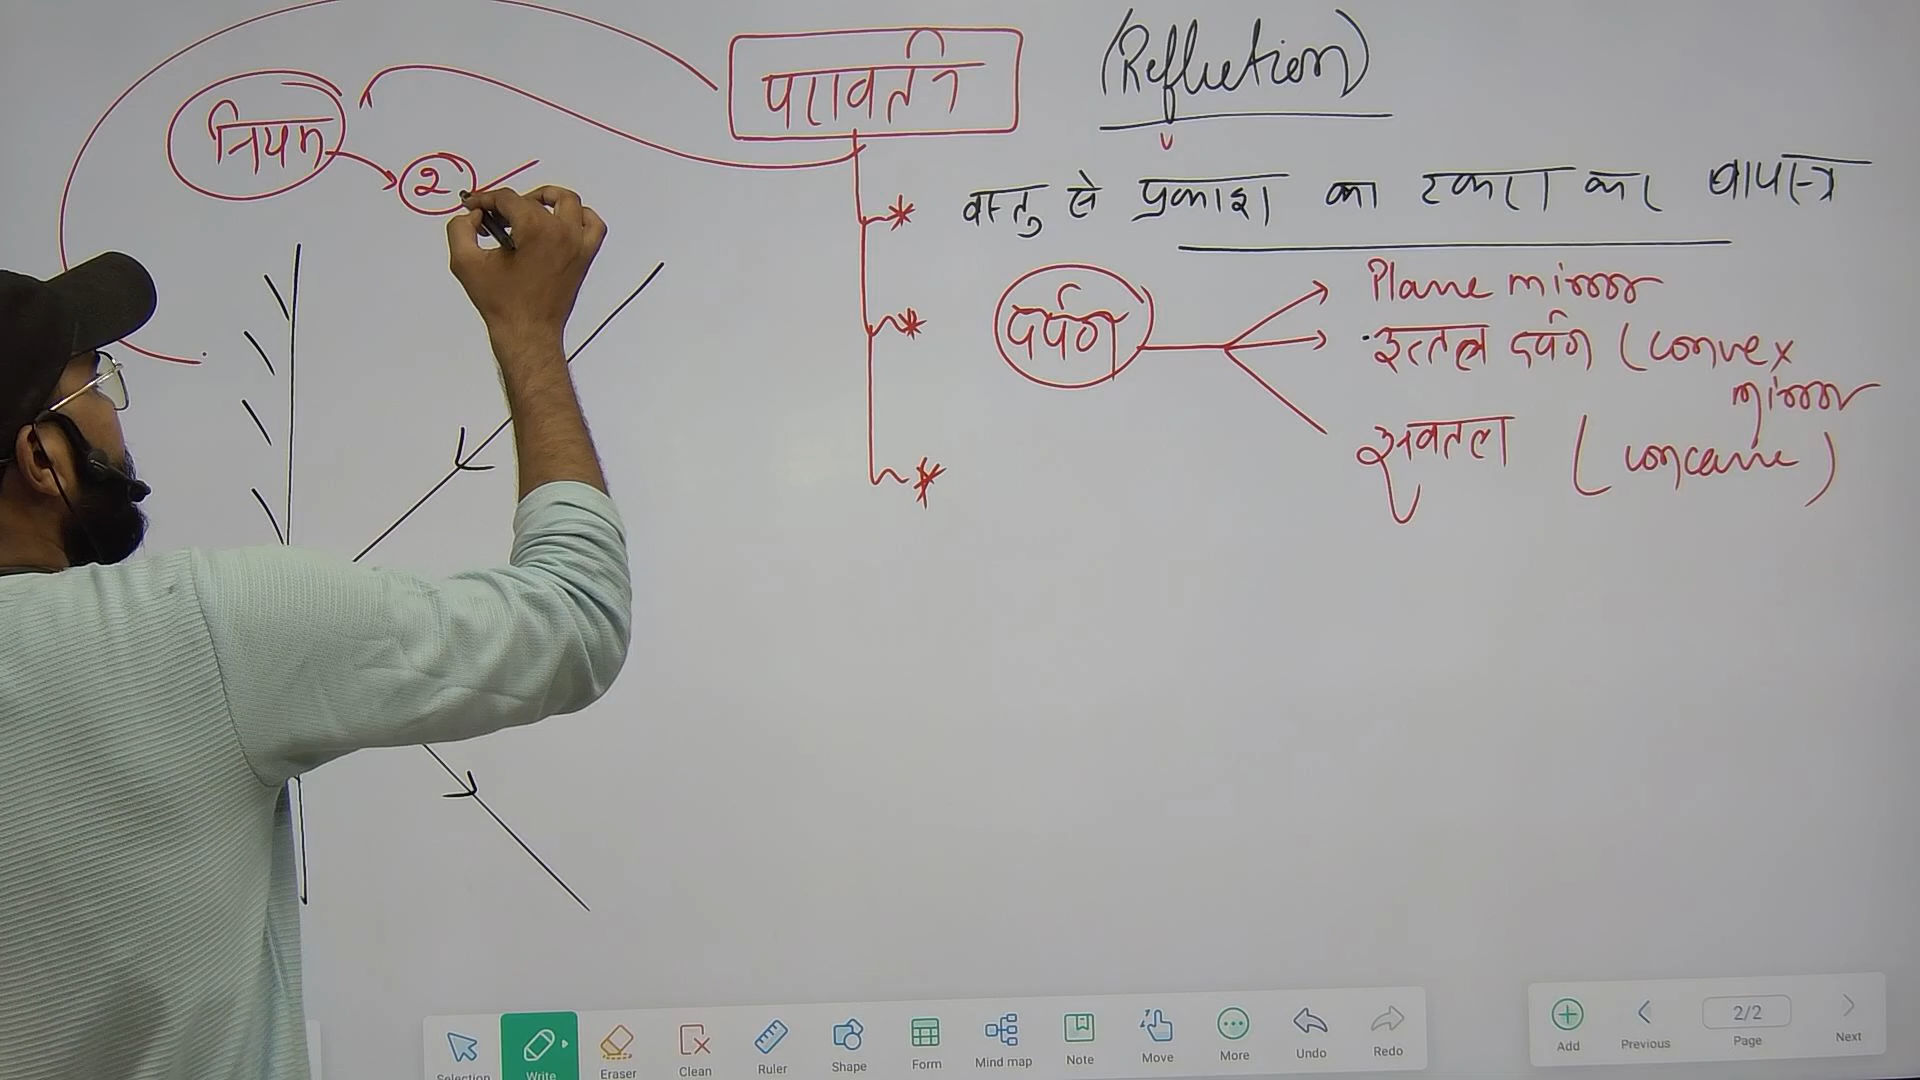 परावर्तन (Reflection)
नियम
2
वस्तु से प्रकाश का टकरा कर वापस
दर्पण
Plane mirror
उत्तल दर्पण (convex
mirror
अवतल (concave)
Selection
Write
Eraser
Clean
Ruler
Shape
Form
Mind map
Note
Move
More
Undo
Redo
Add
Previous
2/2
Page
Next